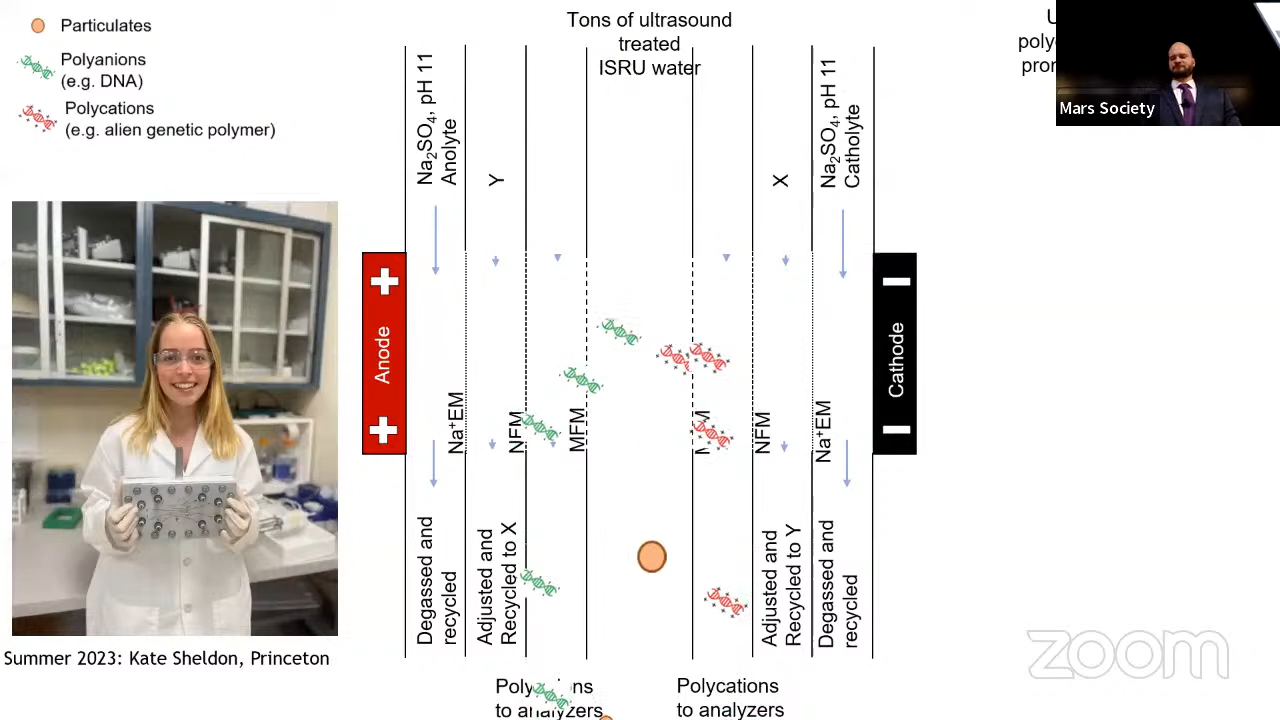 Particulates
Polyanions
(e.g. DNA)
Polycations
(e.g. alien genetic polymer)
Tons of ultrasound
treated
ISRU water
Mars Society
Na₂SO₄, pH 11
Anolyte
Y
X
Na₂SO₄, pH 11
Catholyte
Anode
Na⁺EM
NFM
MFM
NFM
Na⁺EM
Cathode
Degassed and
recycled
Adjusted and
Recycled to X
Adjusted and
Recycled to Y
Degassed and
recycled
Summer 2023: Kate Sheldon, Princeton
to analyzers
Polycations
to analyzers
zoom